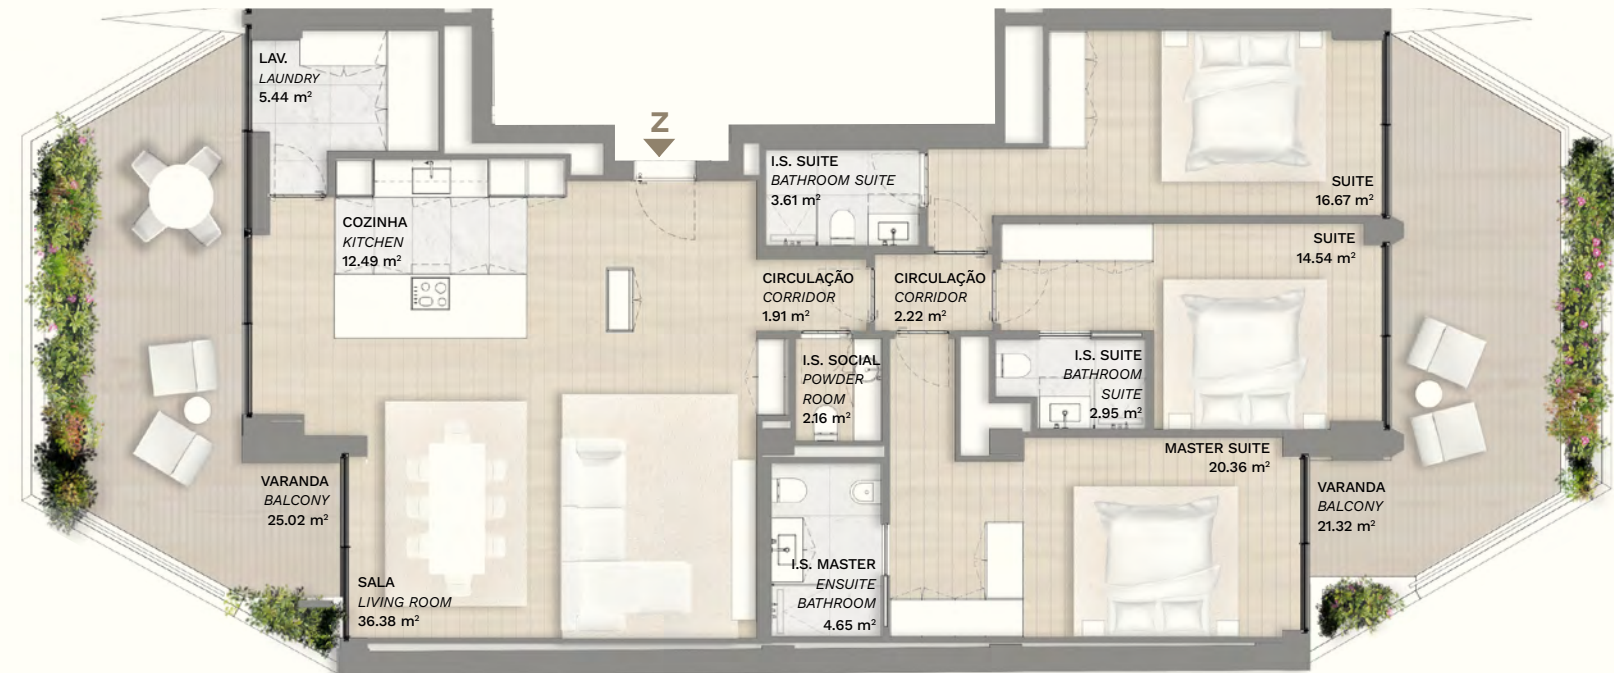 LAV.
LAUNDRY
5.44 m²
Z
I.S. SUITE
BATHROOM SUITE
3.61 m²
SUITE
16.67 m²
COZINHA
KITCHEN
12.49 m²
SUITE
14.54 m²
CIRCULAÇÃO
CORRIDOR
1.91 m²
CIRCULAÇÃO
CORRIDOR
2.22 m²
I.S. SOCIAL
POWDER
ROOM
2.16 m²
I.S. SUITE
BATHROOM
SUITE
2.95 m²
MASTER SUITE
20.36 m²
VARANDA
BALCONY
25.02 m²
VARANDA
BALCONY
21.32 m²
SALA
LIVING ROOM
36.38 m²
I.S. MASTER
ENSUITE
BATHROOM
4.65 m²